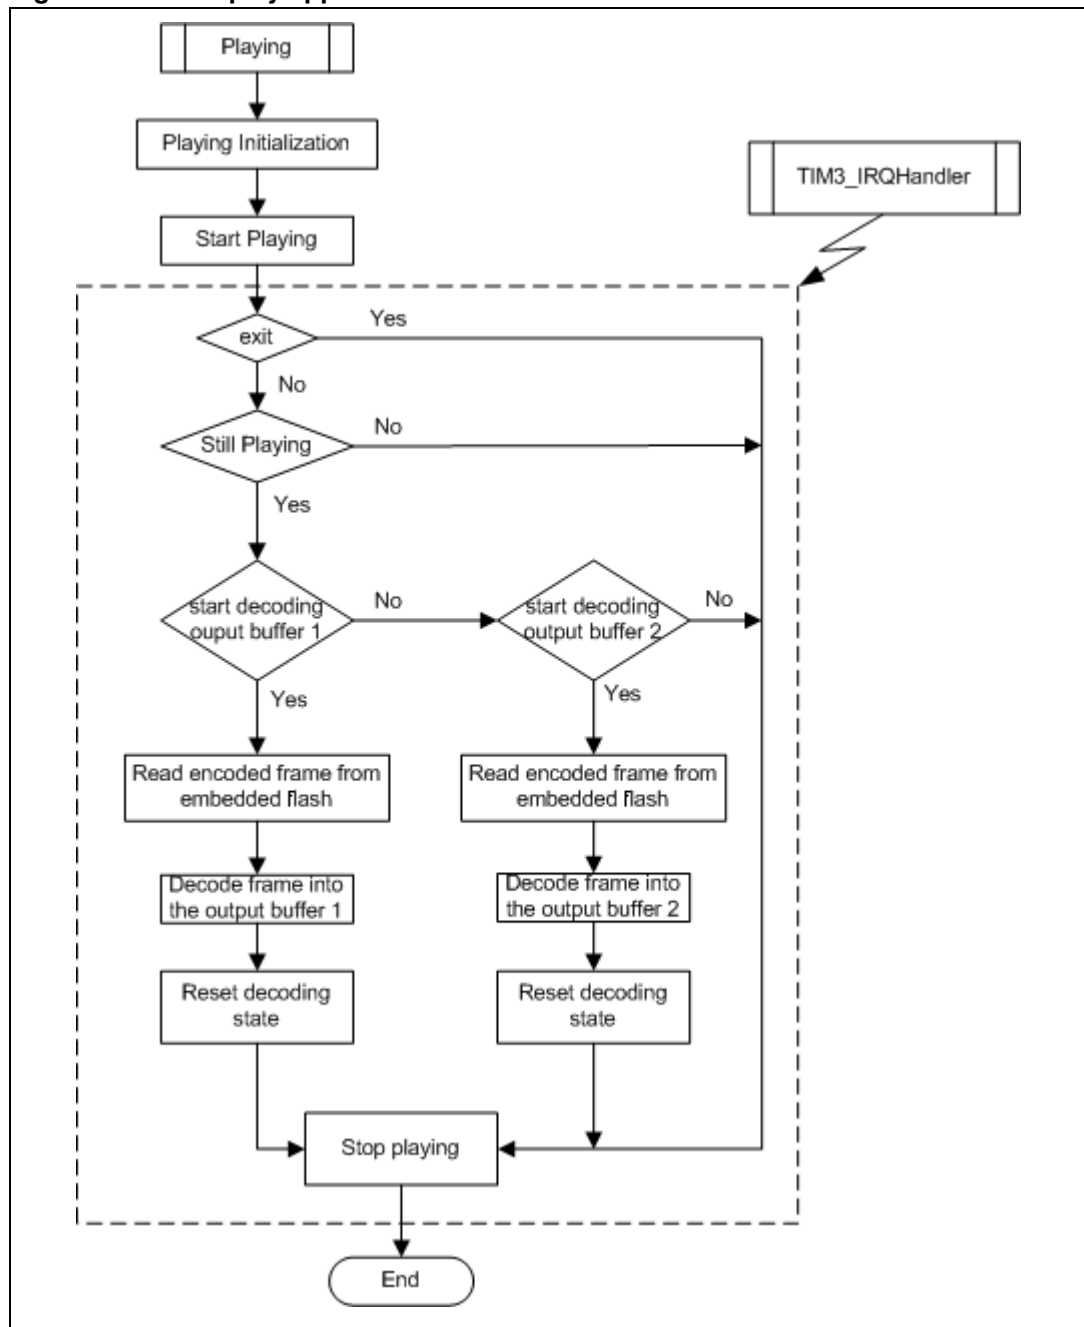 Playing
Playing Initialization
TIM3_IRQHandler
Start Playing
exit
Yes
No
Still Playing
No
Yes
start decoding
ouput buffer 1
No
start decoding
output buffer 2
No
Yes
Yes
Read encoded frame from
embedded flash
Read encoded frame from
embedded flash
Decode frame into
the output buffer 1
Decode frame into
the output buffer 2
Reset decoding
state
Reset decoding
state
Stop playing
End